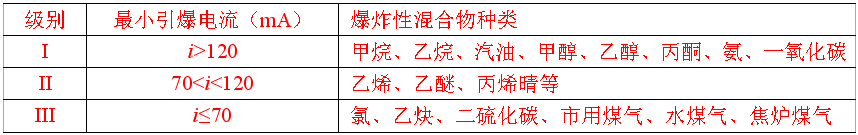 级别 最小引爆电流（mA） 爆炸性混合物种类
I i>120 甲烷、乙烷、汽油、甲醇、乙醇、丙酮、氨、一氧化碳
II 70<i<120 乙烯、乙醚、丙烯晴等
III i≤70 氯、乙炔、二硫化碳、市用煤气、水煤气、焦炉煤气